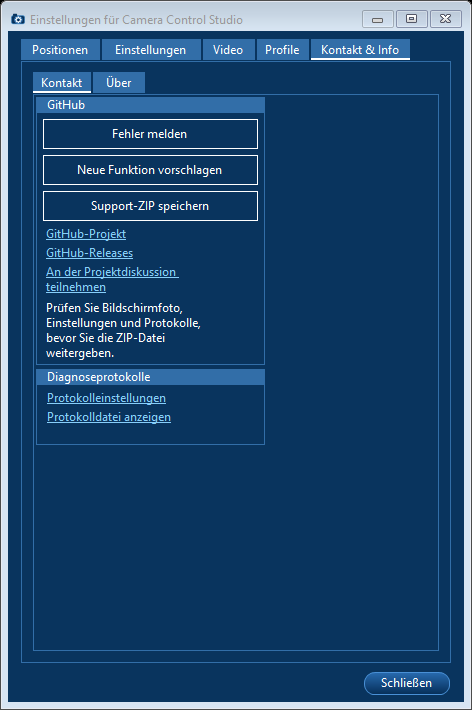 Einstellungen für Camera Control Studio
Positionen
Einstellungen
Video
Profile
Kontakt & Info
Kontakt
Über
GitHub
Fehler melden
Neue Funktion vorschlagen
Support-ZIP speichern
GitHub-Projekt
GitHub-Releases
An der Projektdiskussion
teilnehmen
Prüfen Sie Bildschirmfoto,
Einstellungen und Protokolle,
bevor Sie die ZIP-Datei
weitergeben.
Diagnoseprotokolle
Protokolleinstellungen
Protokolldatei anzeigen
Schließen